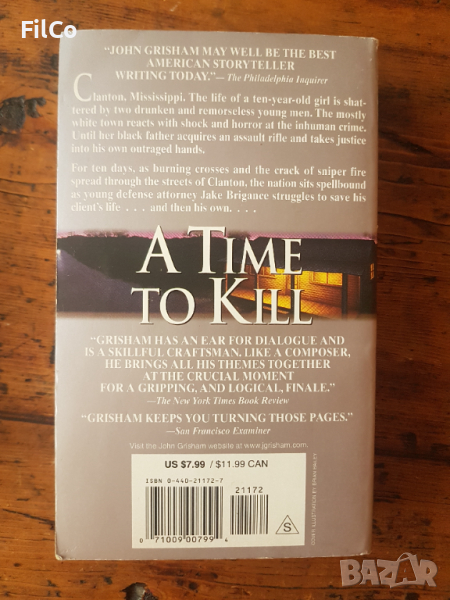 FilCo
“JOHN GRISHAM MAY WELL BE THE BEST
AMERICAN STORYTELLER
WRITING TODAY.”—The Philadelphia Inquirer
Clanton, Mississippi. The life of a ten-year-old girl is shat-
tered by two drunken and remorseless young men. The mostly
white town reacts with shock and horror at the inhuman crime.
Until her black father acquires an assault rifle and takes justice
into his own outraged hands.
For ten days, as burning crosses and the crack of sniper
fire spread through the streets of Clanton, the nation sits spellbound
as young defense attorney Jake Brigance struggles to save his
client’s life . . . and then his own. . . .
A TIME
TO KILL
“GRISHAM HAS AN EAR FOR DIALOGUE AND
IS A SKILLFUL CRAFTSMAN. LIKE A COMPOSER,
HE BRINGS ALL HIS THEMES TOGETHER
AT THE CRUCIAL MOMENT
FOR A GRIPPING, AND LOGICAL, FINALE.”
—The New York Times Book Review
“GRISHAM KEEPS YOU TURNING THOSE PAGES.”
—San Francisco Examiner
Visit the John Grisham website at www.jgrisham.com.
US $7.99 / $11.99 CAN
ISBN 0-440-21172-7
21172
0 71009 00799 4
S
COVER ILLUSTRATION BY
BAZAR